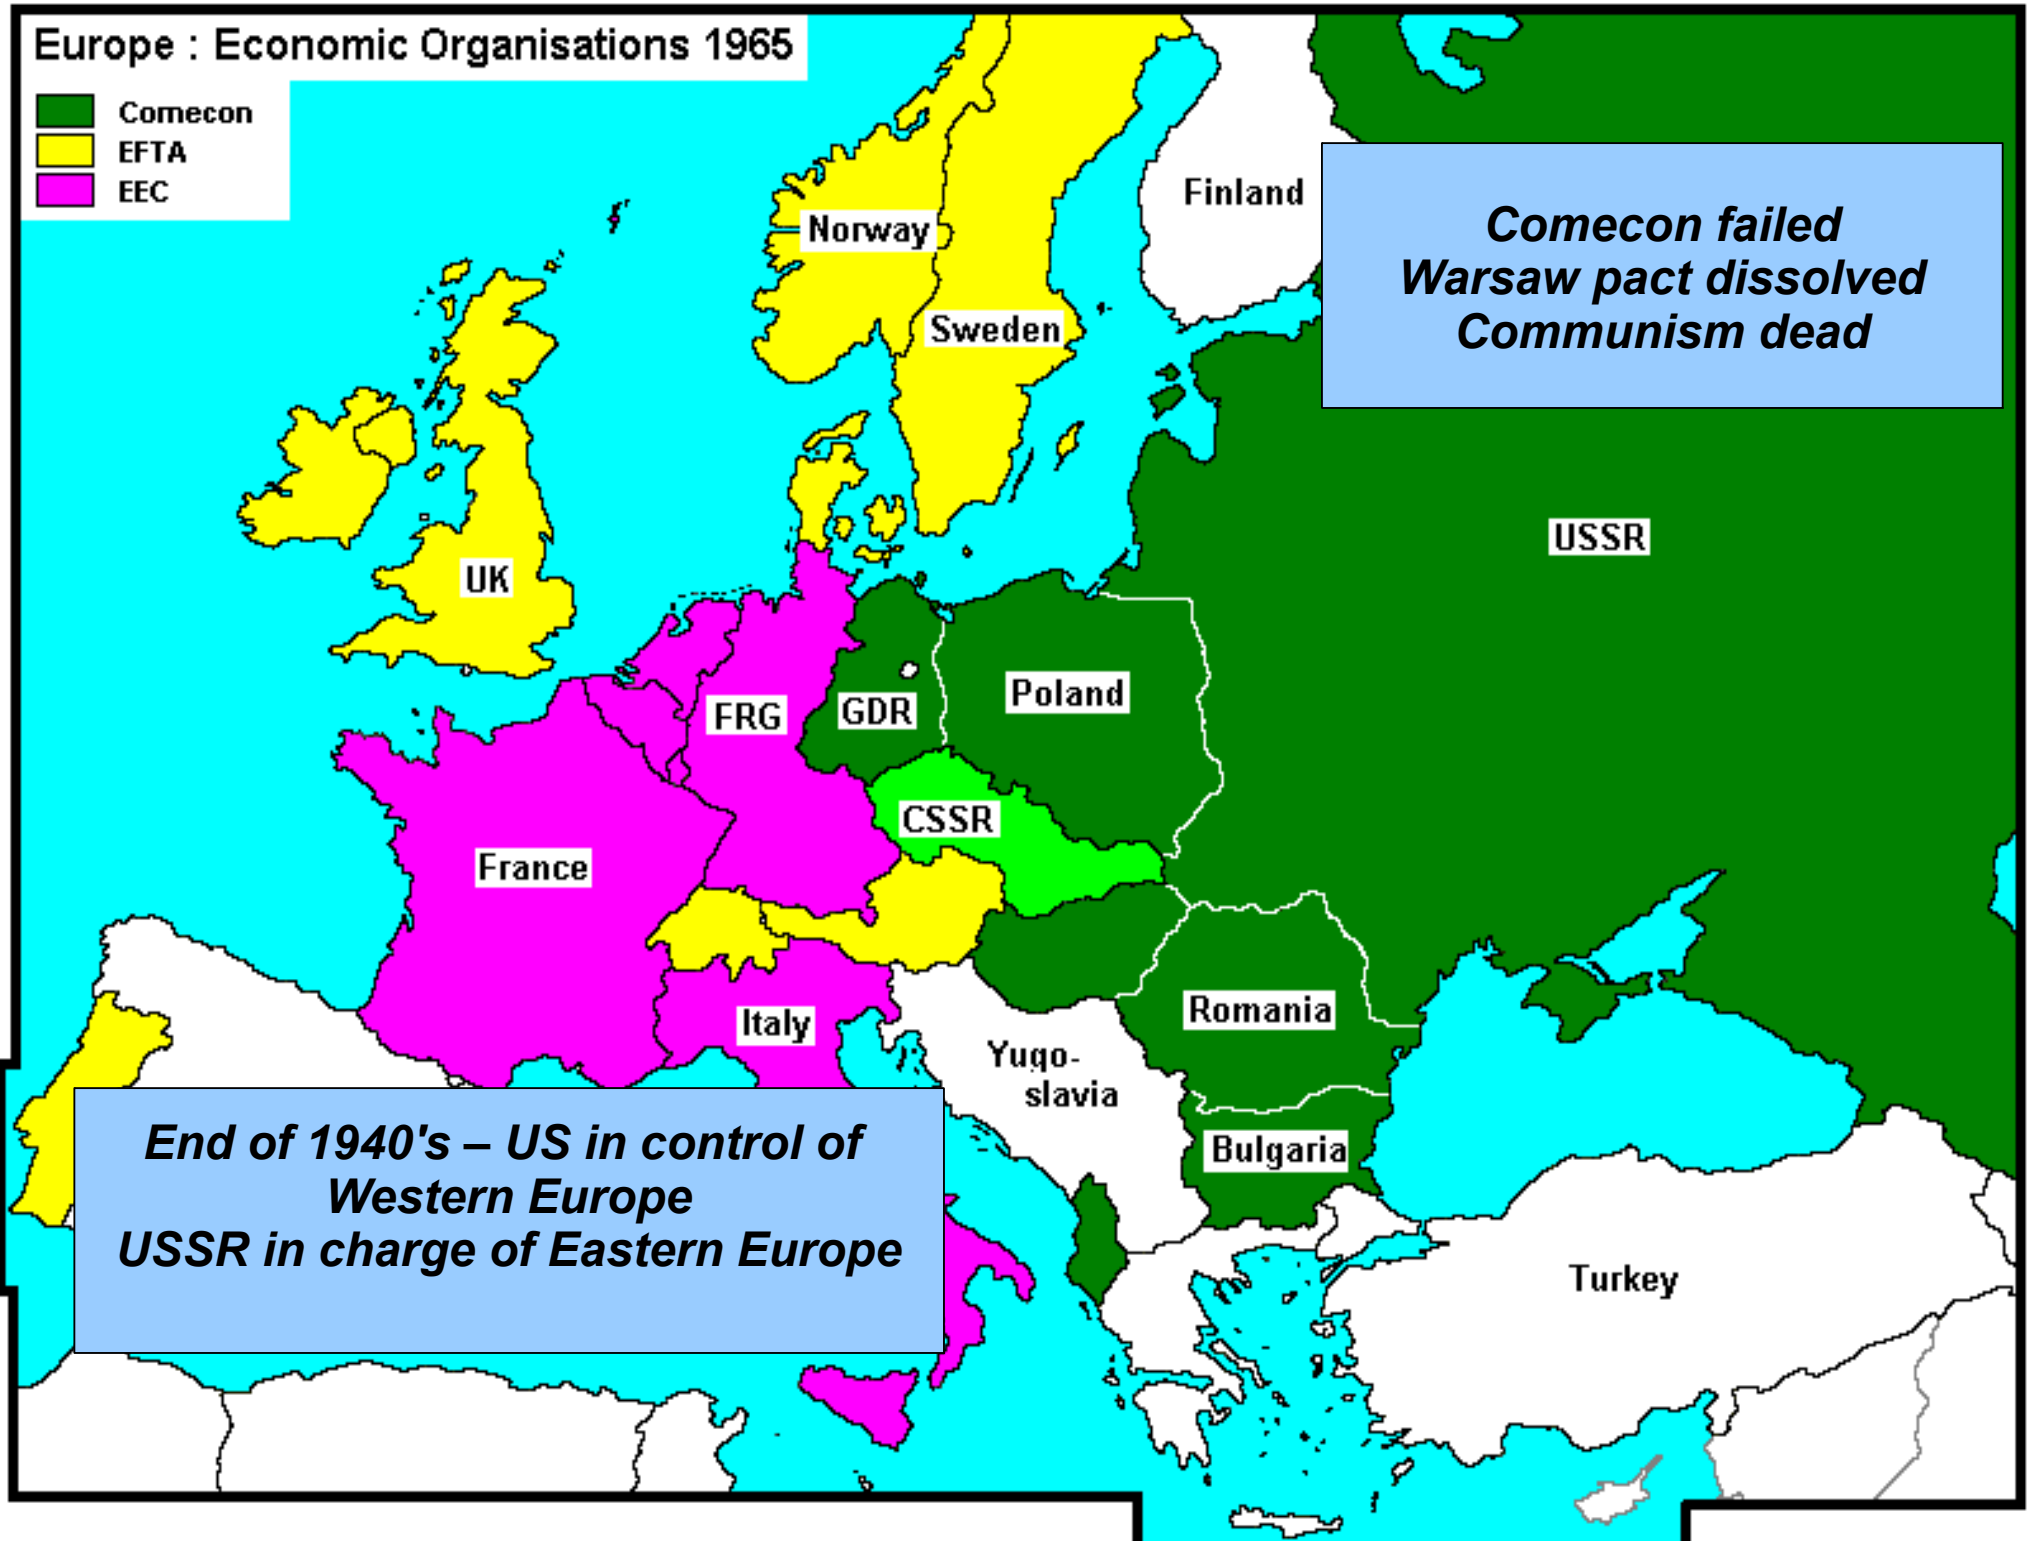 Europe : Economic Organisations 1965
Comecon
EFTA
EEC
Finland
Norway
Sweden
Comecon failed
Warsaw pact dissolved
Communism dead
USSR
UK
FRG
GDR
Poland
CSSR
France
Italy
Romania
Yugo-
slavia
Bulgaria
End of 1940's – US in control of
Western Europe
USSR in charge of Eastern Europe
Turkey